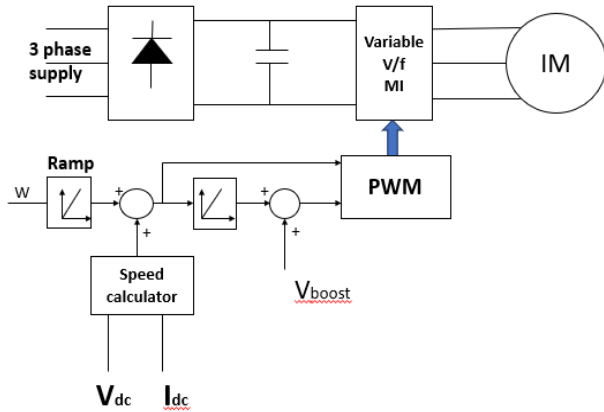 3 phase
supply
Variable
V/f
MI
IM
Ramp
W
+
+
+
+
PWM
Speed
calculator
Vboost
Vdc
Idc